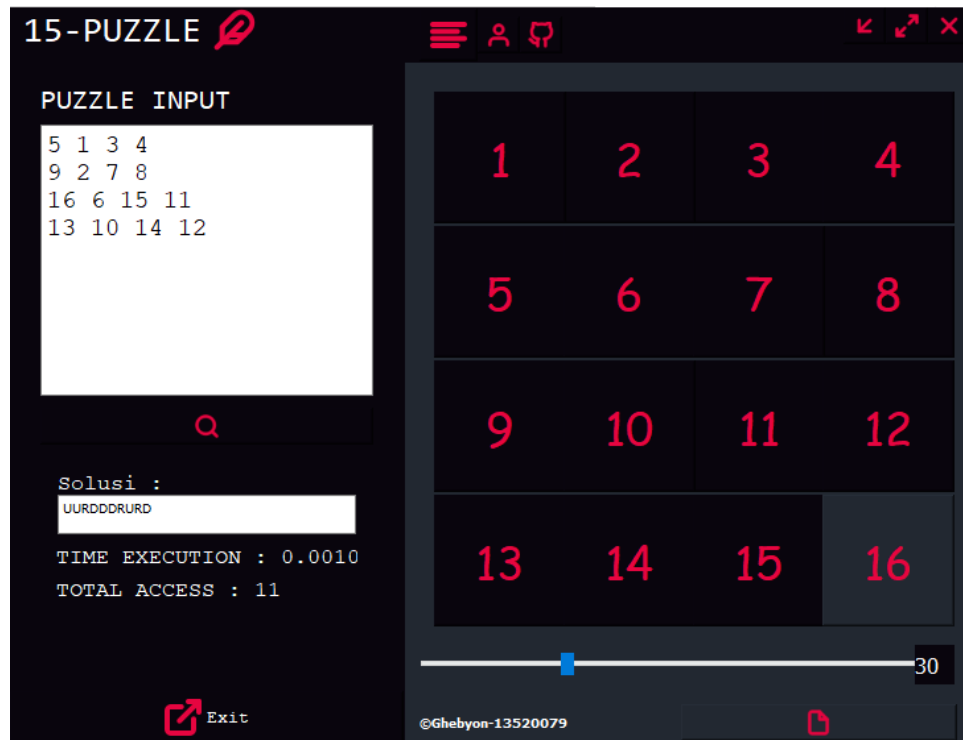 15-PUZZLE
PUZZLE INPUT
5 1 3 4
9 2 7 8
16 6 15 11
13 10 14 12
Solusi :
UURDDDRURD
TIME EXECUTION : 0.0010
TOTAL ACCESS : 11
Exit
1 2 3 4
5 6 7 8
9 10 11 12
13 14 15 16
30
©Ghebyon-13520079